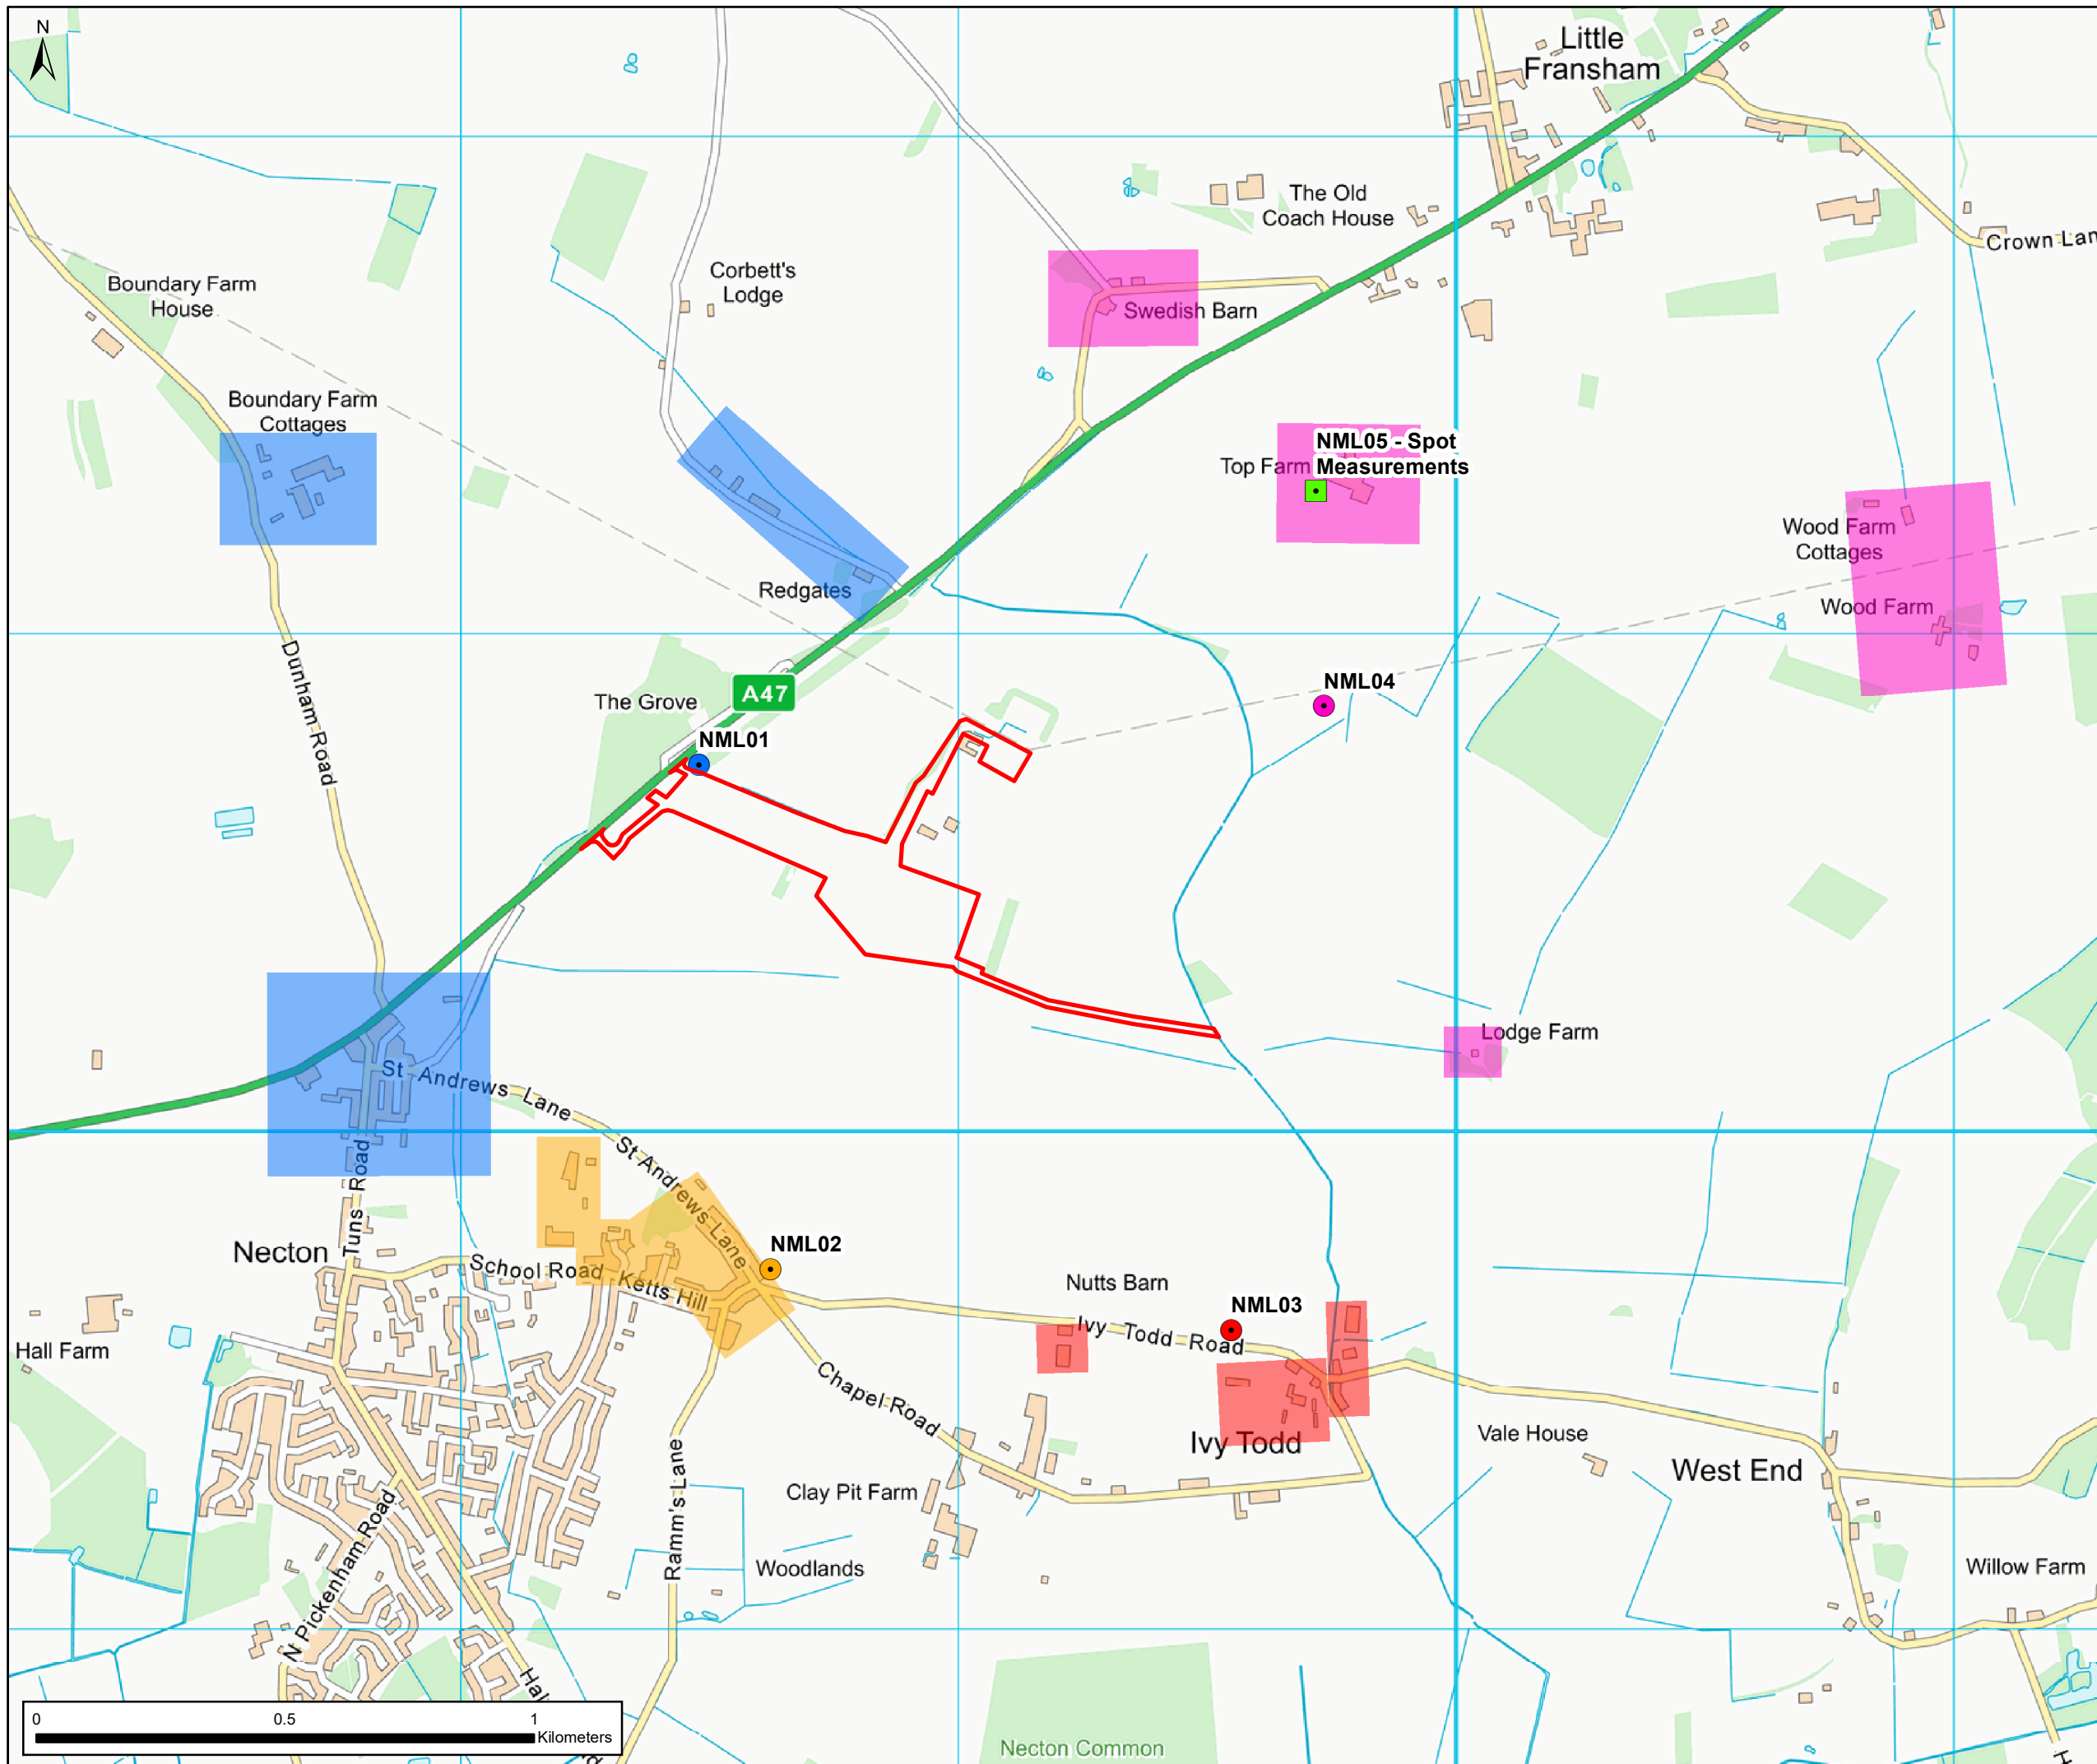 N
Little
Fransham
The Old
Coach House
Crown Lan
Corbett's
Lodge
Boundary Farm
House
Swedish Barn
Boundary Farm
Cottages
NML05 - Spot
Measurements
Top Farm
Wood Farm
Cottages
Redgates
Wood Farm
Dunham Road
The Grove
A47
NML04
NML01
Lodge Farm
St Andrews Lane
St Andrews Lane
Tuns Road
Necton
NML02
School Road
Ketts Hill
Nutts Barn
NML03
Ivy Todd Road
Hall Farm
Chapel Road
Ivy Todd
Vale House
West End
Clay Pit Farm
Ramm's Lane
N Pickenham Road
Woodlands
Willow Farm
Hal
0
0.5
1
Kilometers
Necton Common
H